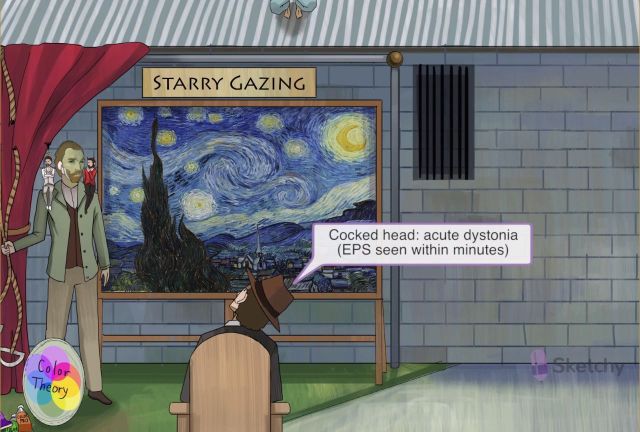 STARRY GAZING
Cocked head: acute dystonia
(EPS seen within minutes)
Sketchy
Color
Theory